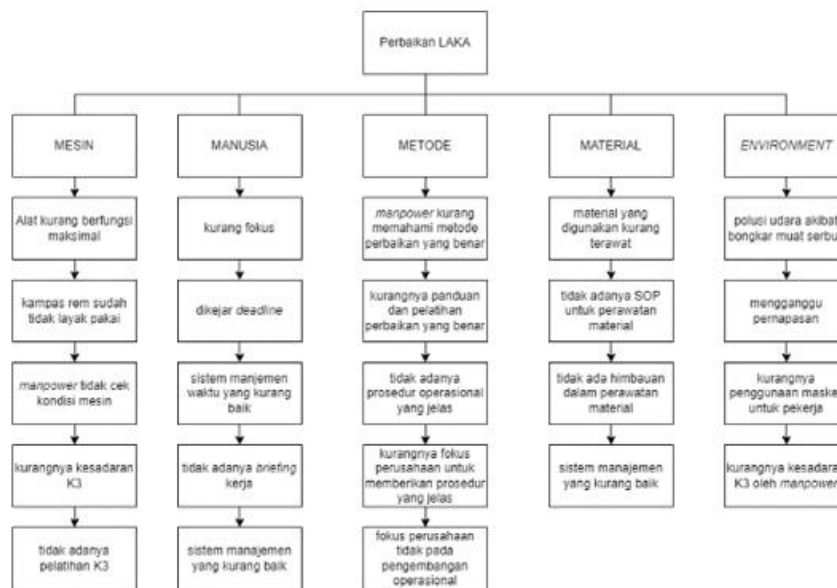 Perbaikan LAKA
MESIN
Alat kurang berfungsi
maksimal
kampas rem sudah
tidak layak pakai
manpower tidak cek
kondisi mesin
kurangnya kesadaran
K3
tidak adanya
pelatihan K3
MANUSIA
kurang fokus
dikejar deadline
sistem manjemen
waktu yang kurang
baik
tidak adanya briefing
kerja
sistem manajemen
yang kurang baik
METODE
manpower kurang
memahami metode
perbaikan yang benar
kurangnya panduan
dan pelatihan
perbaikan yang benar
tidak adanya
prosedur operasional
yang jelas
kurangnya fokus
perusahaan untuk
memberikan prosedur
yang jelas
fokus perusahaan
tidak pada
pengembangan
operasional
MATERIAL
material yang
digunakan kurang
terawat
tidak adanya SOP
untuk perawatan
material
tidak ada himbauan
dalam perawatan
material
sistem manajemen
yang kurang baik
ENVIRONMENT
polusi udara akibat
bongkar muat serbu
mengganggu
pernapasan
kurangnya
penggunaan masker
untuk pekerja
kurangnya kesadaran
K3 oleh manpower